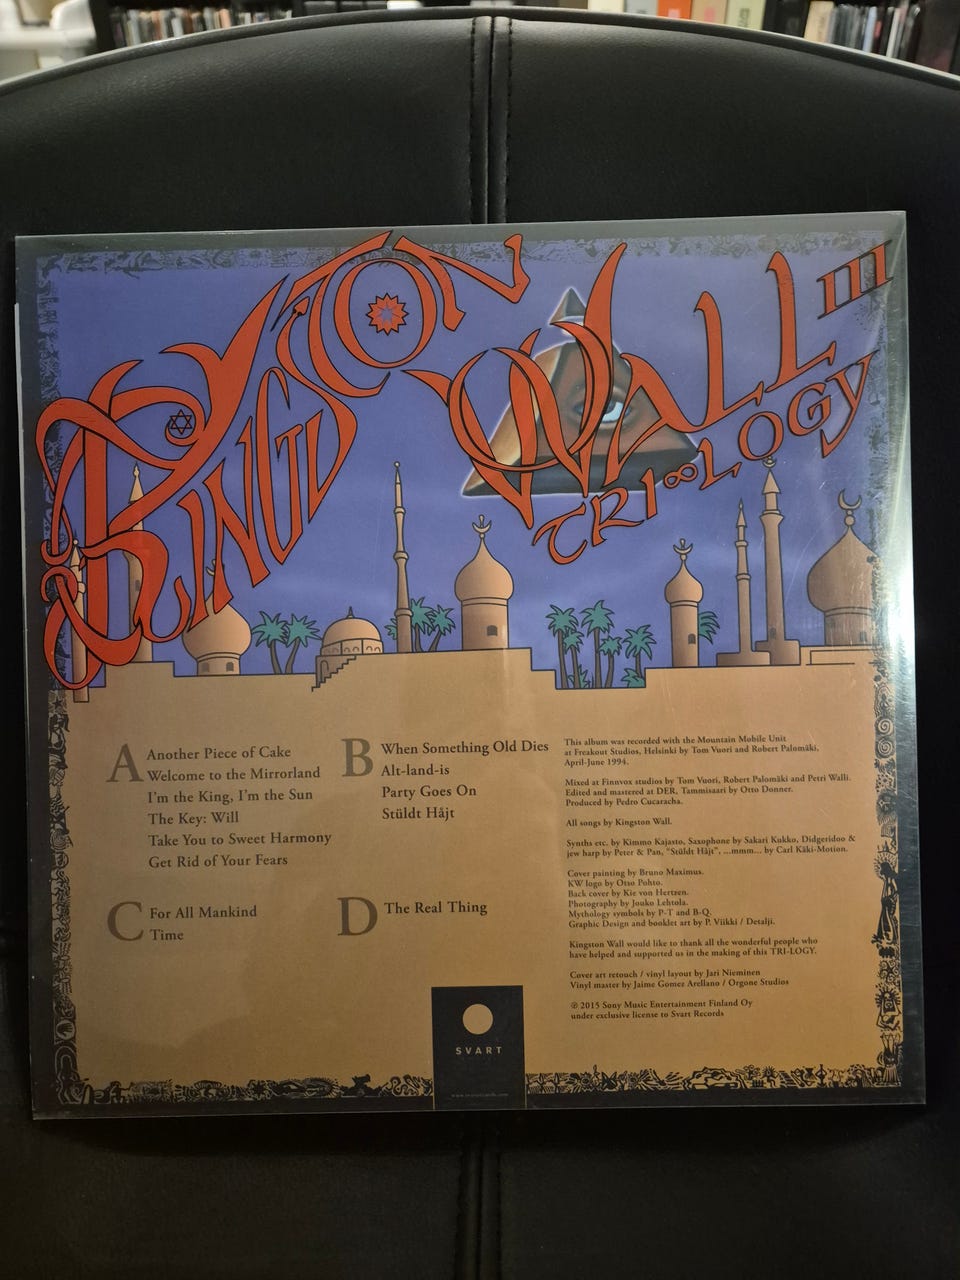 KINGSTON WALL III
TRI∞LOGY
A
Another Piece of Cake
Welcome to the Mirrorland
I'm the King, I'm the Sun
The Key: Will
Take You to Sweet Harmony
Get Rid of Your Fears
B
When Something Old Dies
Alt-land-is
Party Goes On
Stüldt Håjt
C
For All Mankind
Time
D
The Real Thing
This album was recorded with the Mountain Mobile Unit
at Freakout Studios, Helsinki by Tom Vuori and Robert Palomäki,
April-June 1994.
Mixed at Finnvox studios by Tom Vuori, Robert Palomäki and Petri Walli.
Edited and mastered at DER, Tammisaari by Otto Donner.
Produced by Pedro Cucaracha.
All songs by Kingston Wall.
Synths etc. by Kimmo Kajasto, Saxophone by Sakari Kukko, Didgeridoo &
jew harp by Peter & Pan, "Stüldt Håjt", ...mmm... by Carl Käki-Motion.
Cover painting by Bruno Maximus.
KW logo by Otso Pohto.
Back cover by Kie von Hertzen.
Photography by Jouko Lehtola.
Mythology symbols by P-T and B-Q.
Graphic Design and booklet art by P. Viikki / Detalji.
Kingston Wall would like to thank all the wonderful people who
have helped and supported us in the making of this TRI-LOGY.
Cover art retouch / vinyl layout by Jari Nieminen
Vinyl master by Jaime Gomez Arellano / Orgone Studios
℗ 2015 Sony Music Entertainment Finland Oy
under exclusive license to Svart Records
SVART
www.svartrecords.com